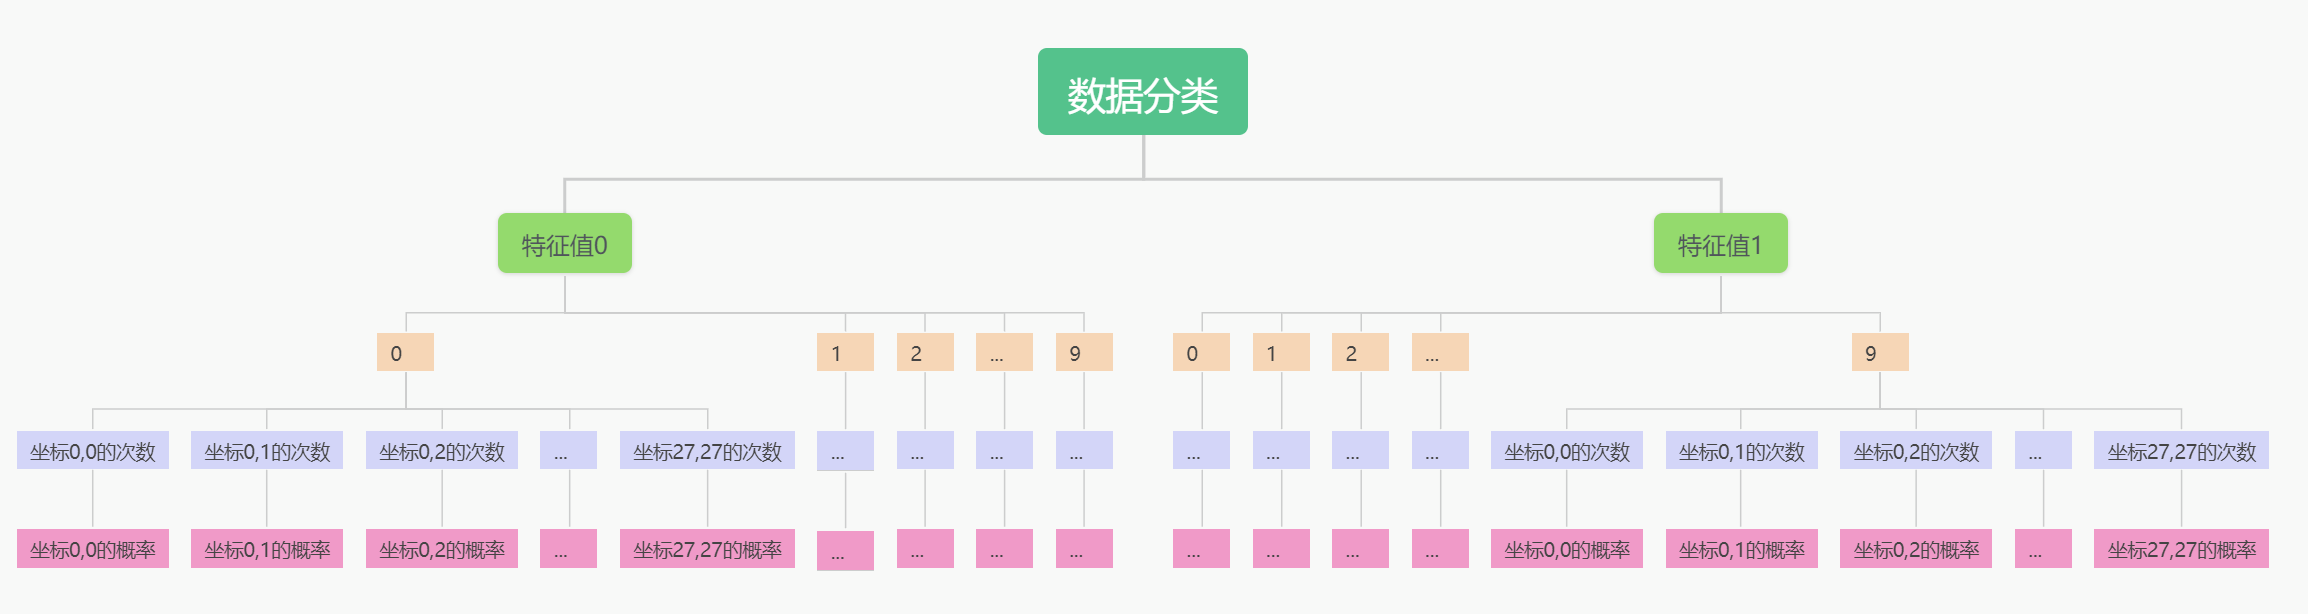 数据分类
特征值0
特征值1
0
1
2
...
9
0
1
2
...
9
坐标0,0的次数
坐标0,1的次数
坐标0,2的次数
...
坐标27,27的次数
...
...
...
...
...
...
...
...
坐标0,0的次数
坐标0,1的次数
坐标0,2的次数
...
坐标27,27的次数
坐标0,0的概率
坐标0,1的概率
坐标0,2的概率
...
坐标27,27的概率
...
...
...
...
...
...
...
...
坐标0,0的概率
坐标0,1的概率
坐标0,2的概率
...
坐标27,27的概率